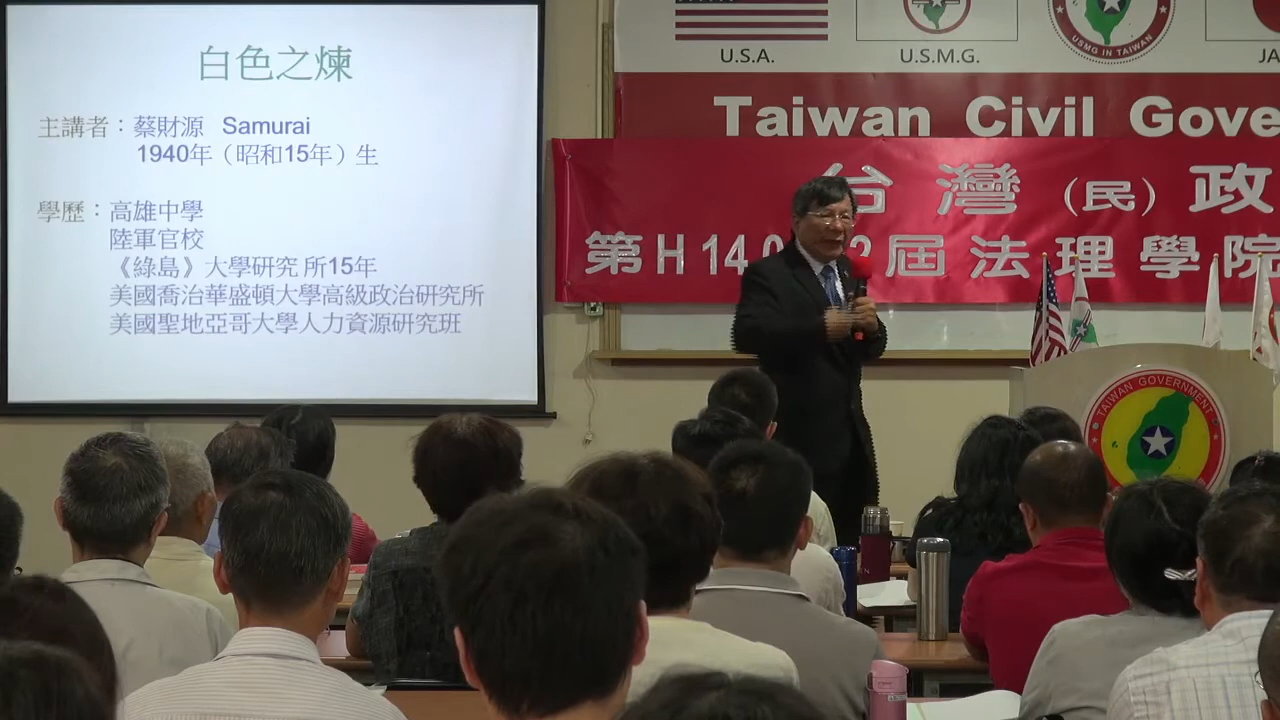 白色之煉
主講者：蔡財源 Samurai
1940年（昭和15年）生
學歷：高雄中學
陸軍官校
《綠島》大學研究 所15年
美國喬治華盛頓大學高級政治研究所
美國聖地亞哥大學人力資源研究班
U.S.A.
U.S.M.G.
USMG IN TAIWAN
JA
Taiwan Civil Gove
台灣（民）政
第H140 2屆法理學院
TAIWAN GOVERNMENT